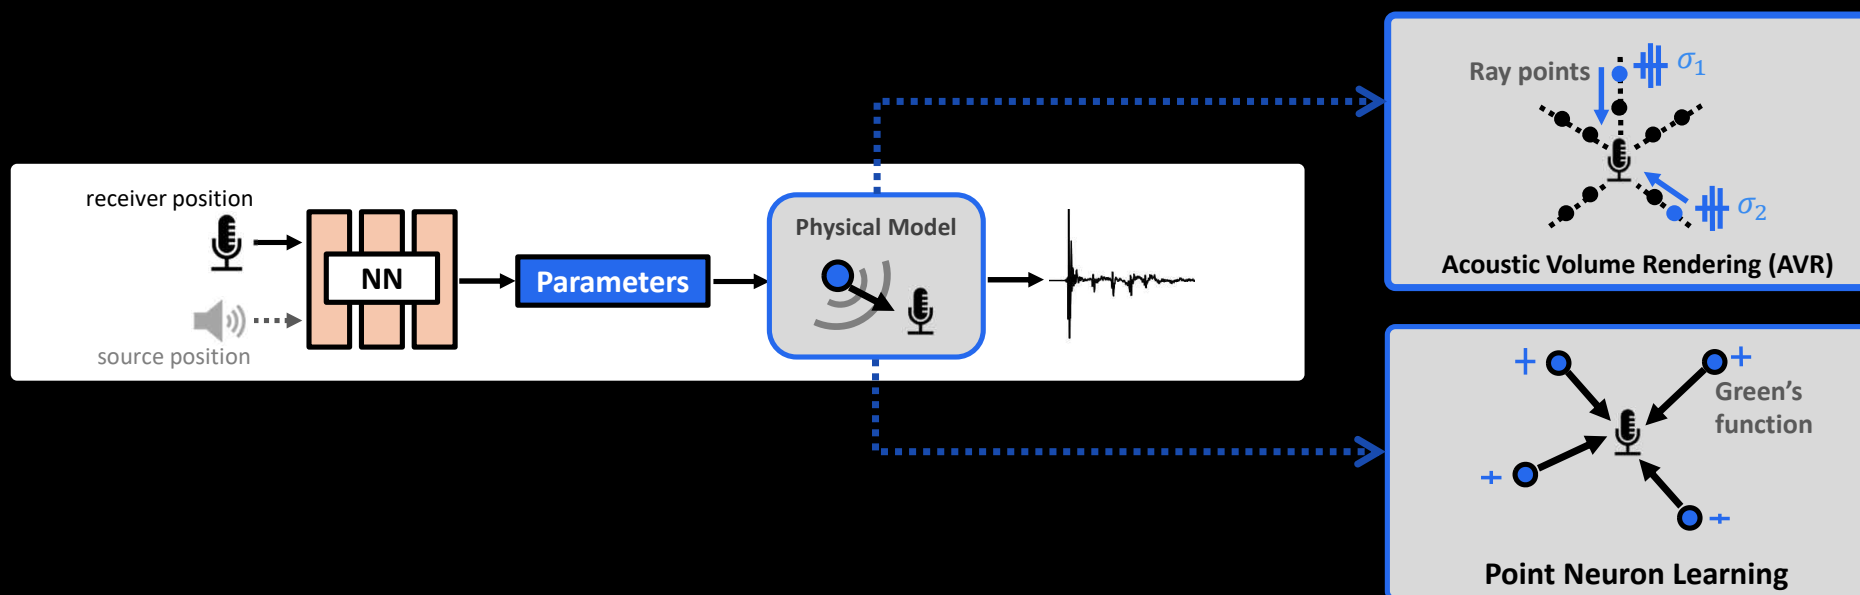 receiver position
source position
NN
Parameters
Physical Model
Ray points
σ₁
σ₂
Acoustic Volume Rendering (AVR)
Green’s
function
Point Neuron Learning